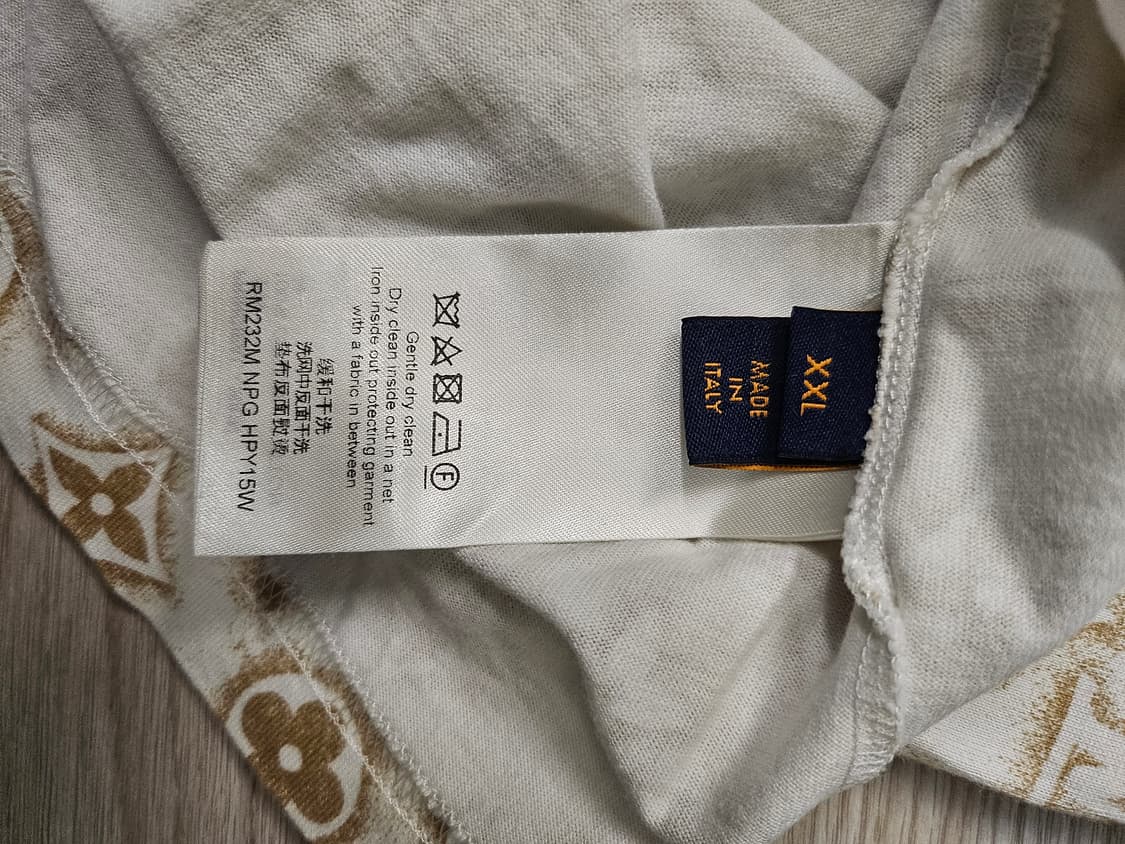 XXL
MADE
IN
ITALY
Gentle dry clean
Dry clean inside out in a net
Iron inside out protecting garment
with a fabric in between
缓和干洗
洗网中反面干洗
垫布反面熨烫
RM232M NPG HPY15W
F